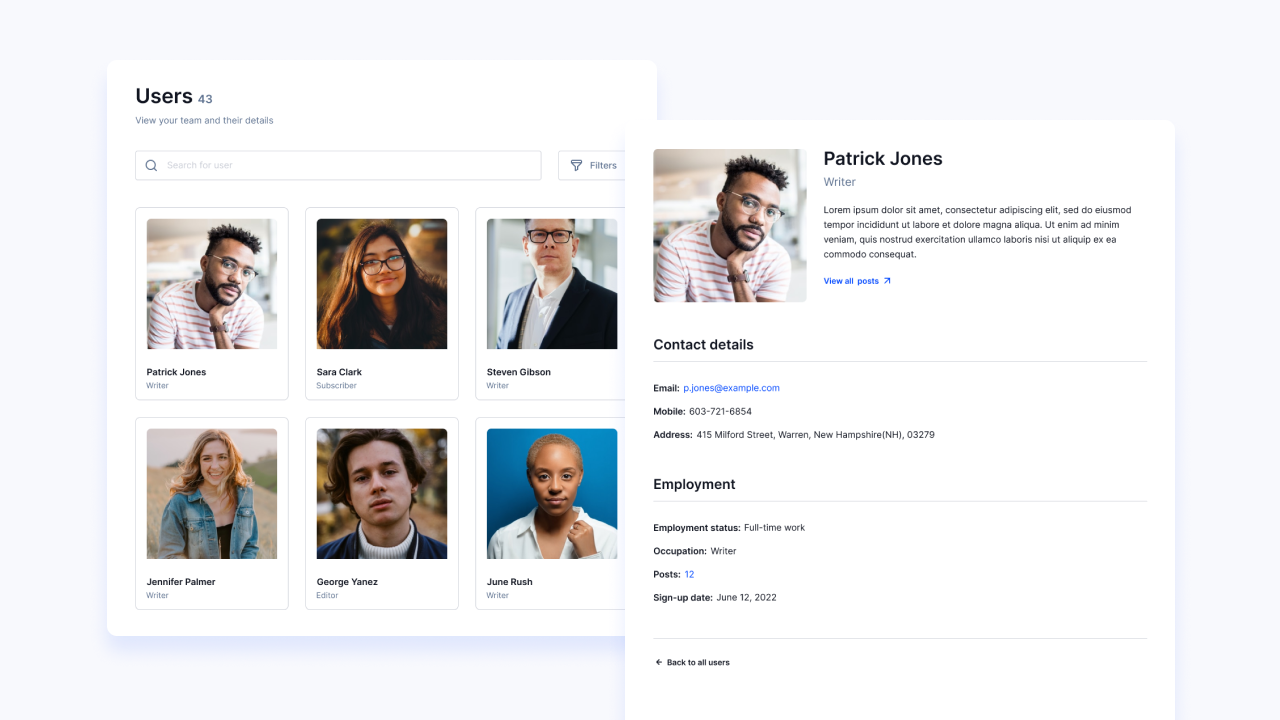 Users 43
View your team and their details
Search for user
Filters
Patrick Jones
Writer
Sara Clark
Subscriber
Steven Gibson
Writer
Jennifer Palmer
Writer
George Yanez
Editor
June Rush
Writer
Patrick Jones
Writer
Lorem ipsum dolor sit amet, consectetur adipiscing elit, sed do eiusmod
tempor incididunt ut labore et dolore magna aliqua. Ut enim ad minim
veniam, quis nostrud exercitation ullamco laboris nisi ut aliquip ex ea
commodo consequat.
View all posts
Contact details
Email: p.jones@example.com
Mobile: 603-721-6854
Address: 415 Milford Street, Warren, New Hampshire(NH), 03279
Employment
Employment status: Full-time work
Occupation: Writer
Posts: 12
Sign-up date: June 12, 2022
Back to all users